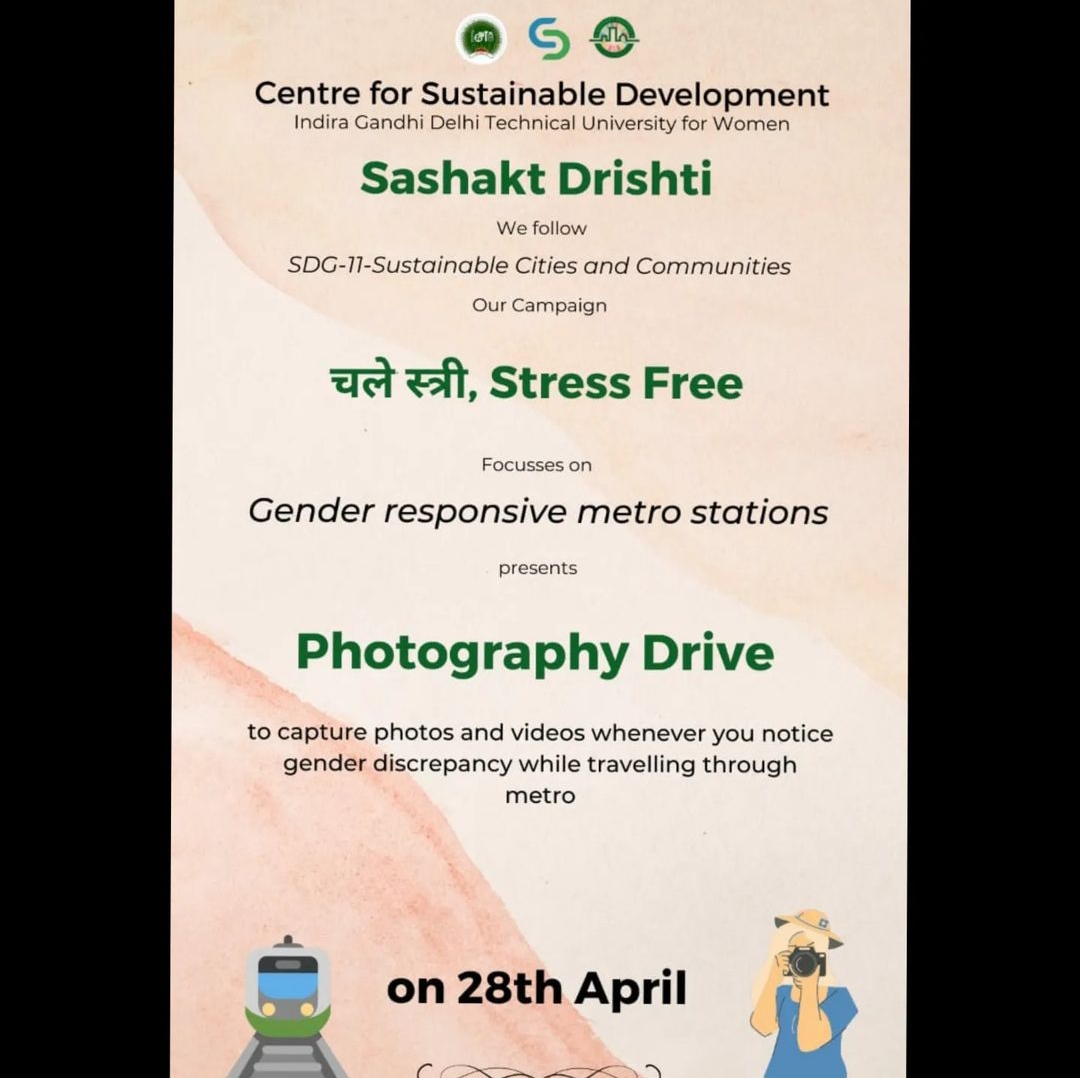 Centre for Sustainable Development
Indira Gandhi Delhi Technical University for Women
Sashakt Drishti
We follow
SDG-11-Sustainable Cities and Communities
Our Campaign
चले स्त्री, Stress Free
Focusses on
Gender responsive metro stations
presents
Photography Drive
to capture photos and videos whenever you notice
gender discrepancy while travelling through
metro
on 28th April